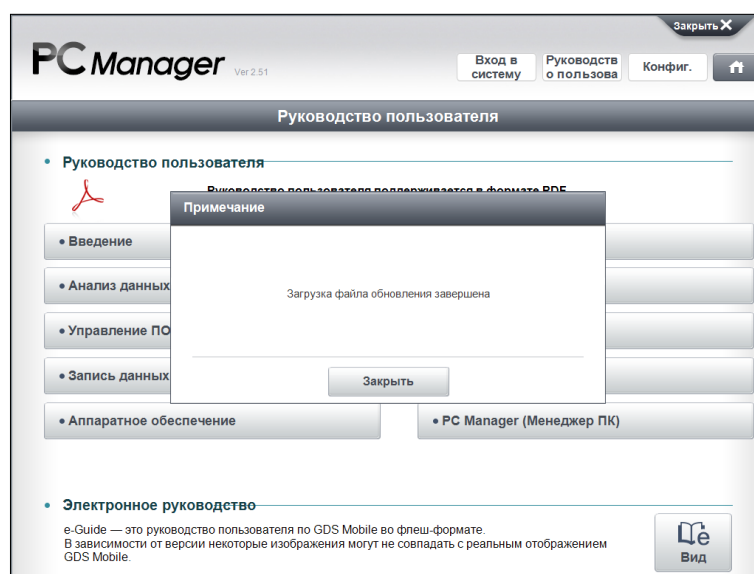 Закрыть X
PC Manager Ver 2.51
Вход в
систему
Руководств
о пользова
Конфиг.
Руководство пользователя
• Руководство пользователя
Руководство пользователя поддерживается в формате PDF
Примечание
• Введение
• Анализ данных
Загрузка файла обновления завершена
• Управление ПО
• Запись данных
Закрыть
• Аппаратное обеспечение
• PC Manager (Менеджер ПК)
• Электронное руководство
e-Guide — это руководство пользователя по GDS Mobile во флеш-формате.
В зависимости от версии некоторые изображения могут не совпадать с реальным отображением
GDS Mobile.
Вид